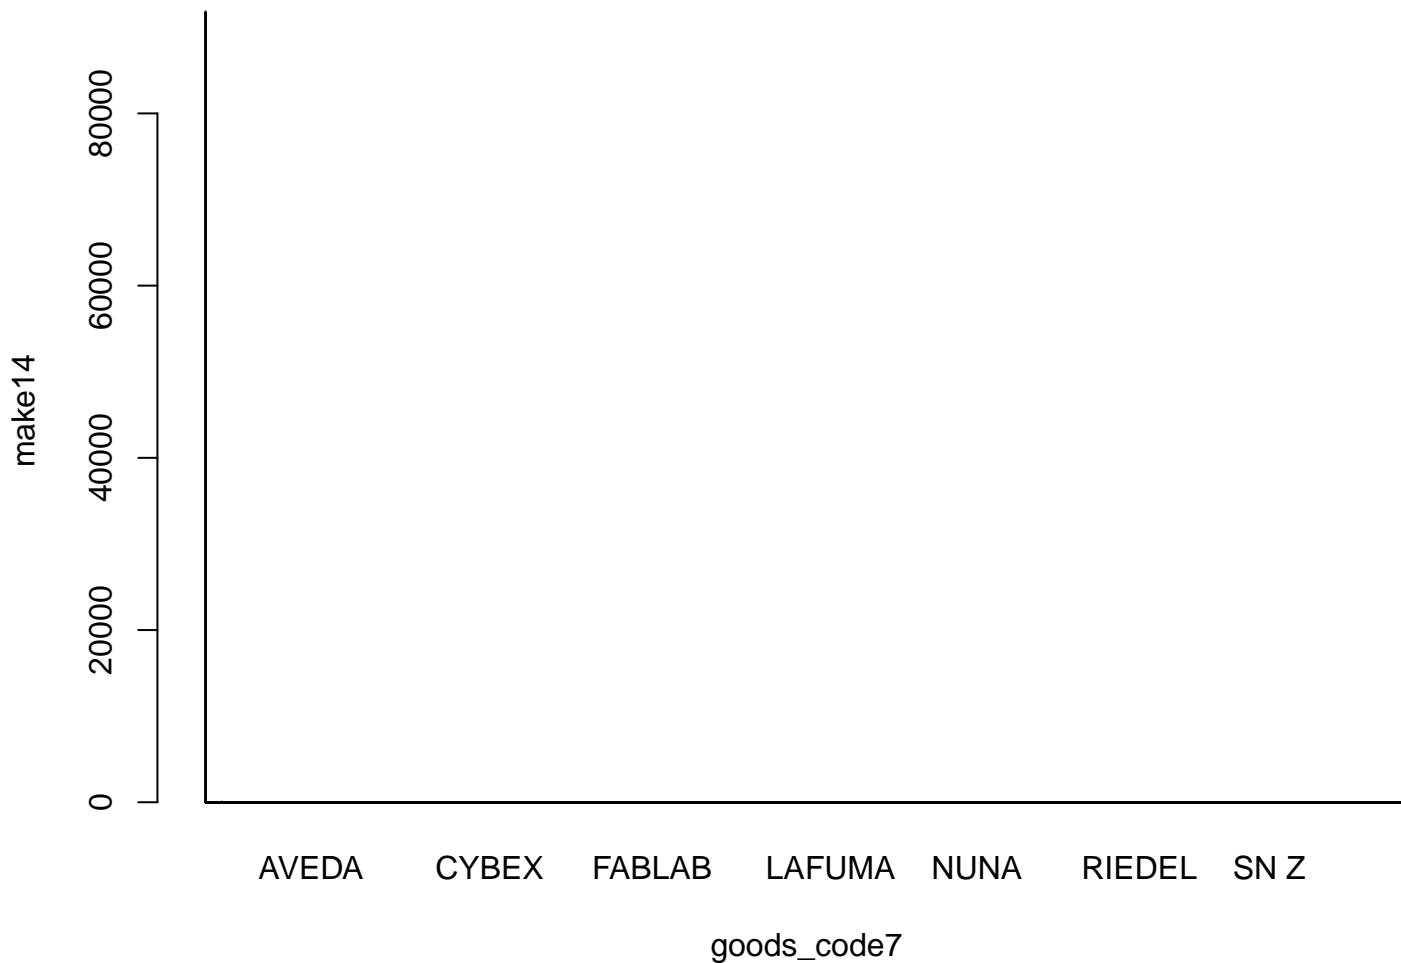 80000
60000
40000
20000
0
make14
AVEDA CYBEX FABLAB LAFUMA NUNA RIEDEL SN Z
goods_code7